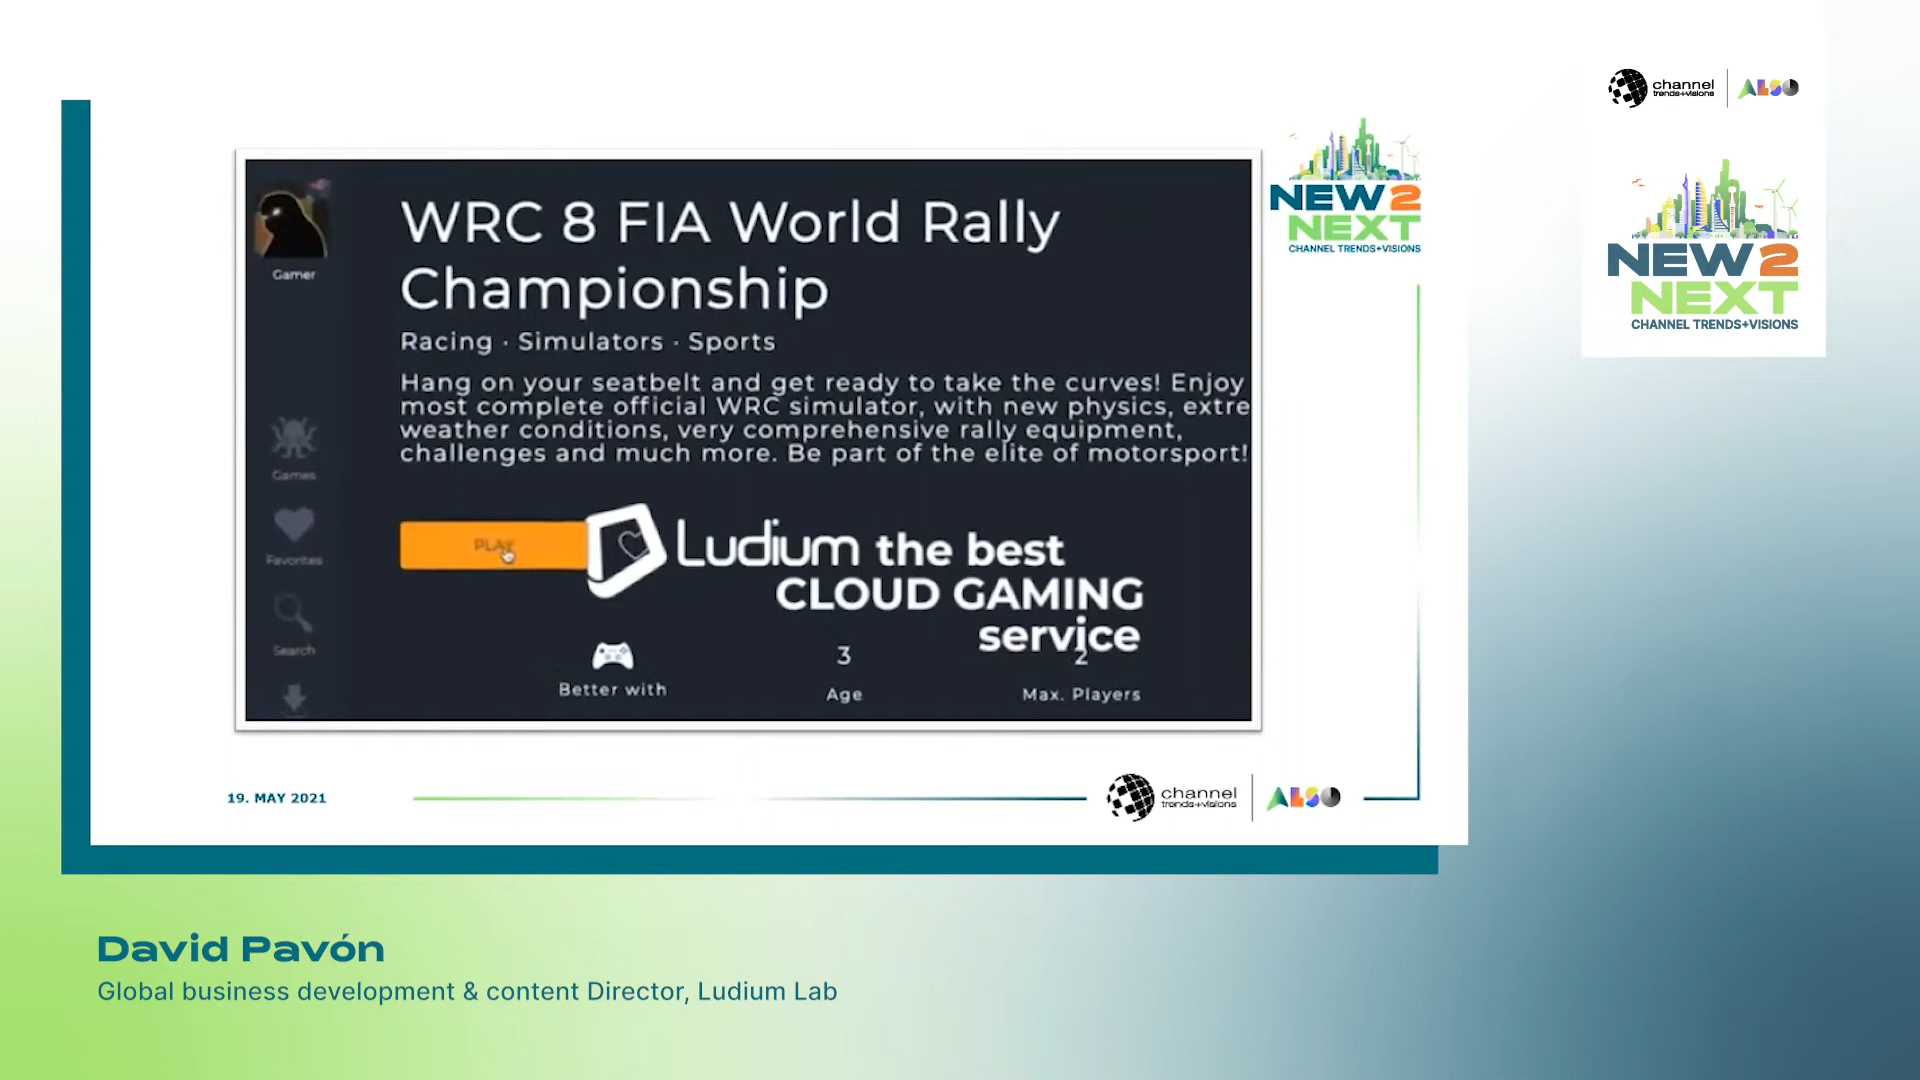 channel
trends+visions
ALSO
NEW 2
NEXT
CHANNEL TRENDS+VISIONS
NEW 2
NEXT
CHANNEL TRENDS+VISIONS
Gamer
Games
Favorites
Search
WRC 8 FIA World Rally
Championship
Racing · Simulators · Sports
Hang on your seatbelt and get ready to take the curves! Enjoy
most complete official WRC simulator, with new physics, extre
weather conditions, very comprehensive rally equipment,
challenges and much more. Be part of the elite of motorsport!
PLAY
Ludium the best
CLOUD GAMING
service
Better with
3
Age
2
Max. Players
19. MAY 2021
channel
trends+visions
ALSO
David Pavón
Global business development & content Director, Ludium Lab